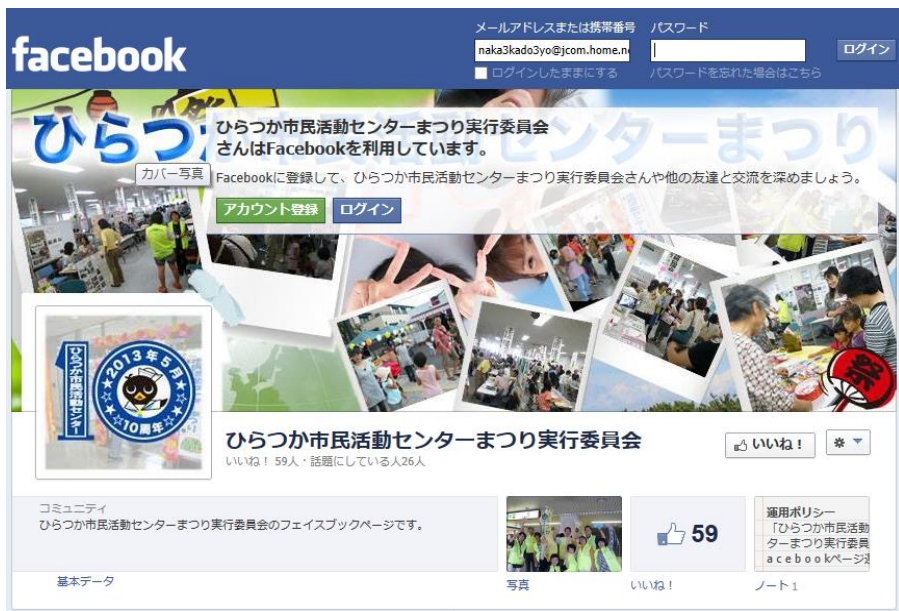 facebook
メールアドレスまたは携帯番号
パスワード
naka3kado3yo@jcom.home.n
ログイン
ログインしたままにする
パスワードを忘れた場合はこちら
ひらつか センターまつり
ひらつか市民活動センターまつり実行委員会
さんはFacebookを利用しています。
カバー写真
Facebookに登録して、ひらつか市民活動センターまつり実行委員会さんや他の友達と交流を深めましょう。
アカウント登録
ログイン
祭
ひらつか市民活動センター
2013年5月
10周年
ひらつか市民活動センターまつり実行委員会
いいね！ 59人・話題にしている人26人
いいね！
コミュニティ
ひらつか市民活動センターまつり実行委員会のフェイスブックページです。
59
運用ポリシー
「ひらつか市民活動
ターまつり実行委員
acebookページ
基本データ
写真
いいね！
ノート 1